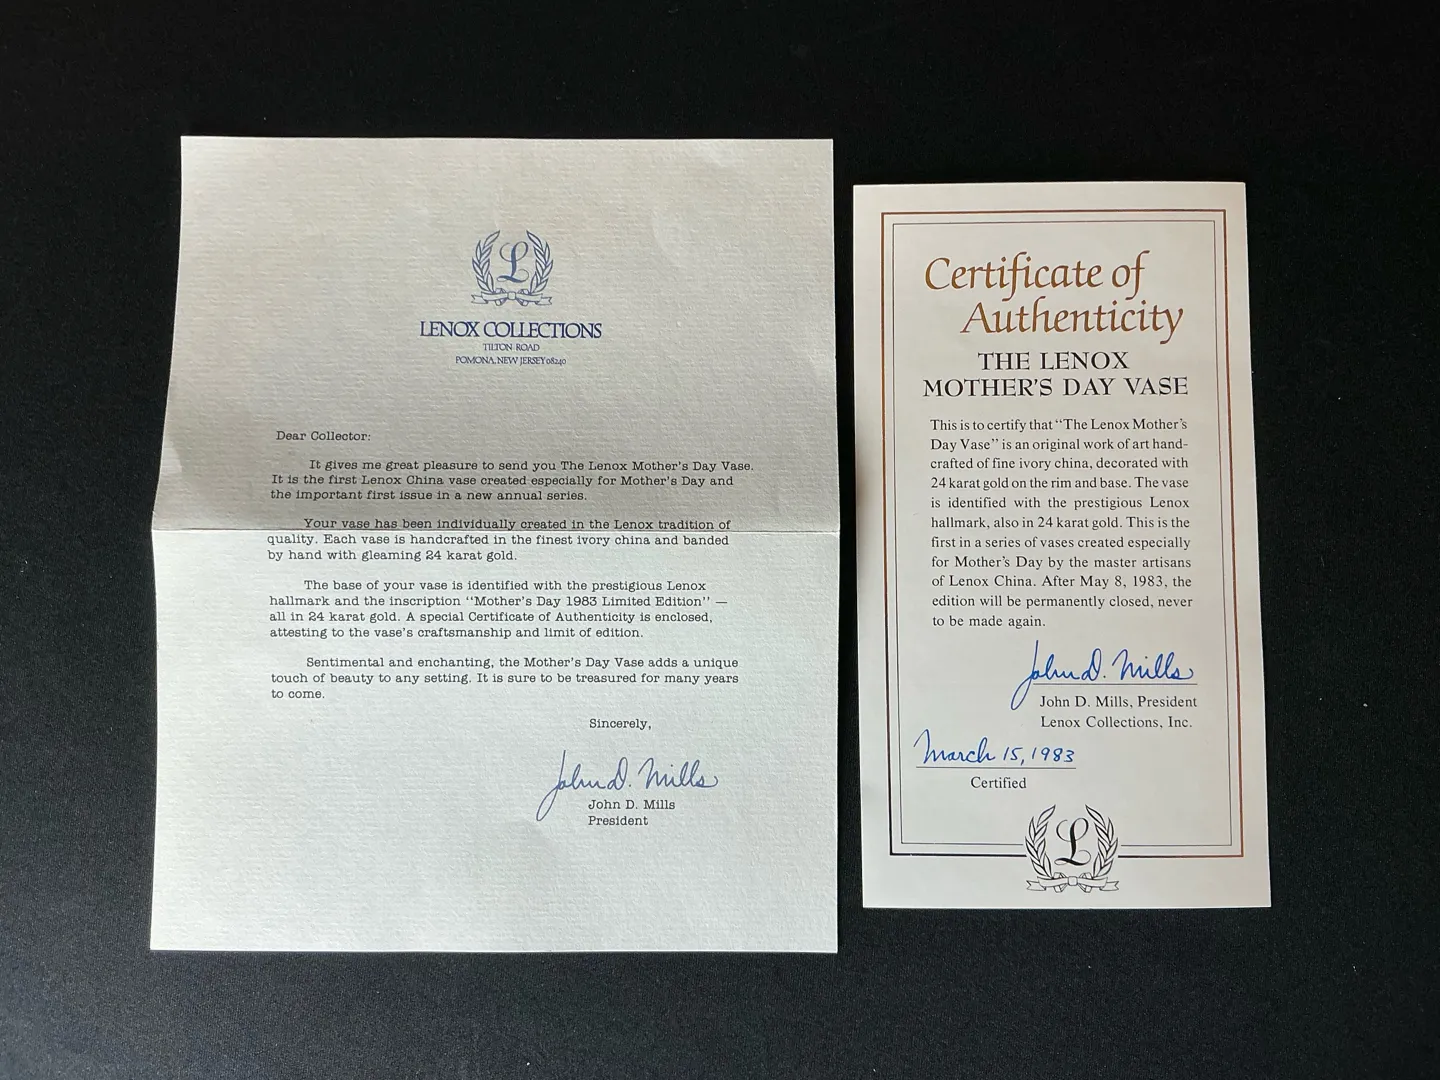 L
LENOX COLLECTIONS
TILTON ROAD
POMONA, NEW JERSEY 08240
Dear Collector:
It gives me great pleasure to send you The Lenox Mother's Day Vase.
It is the first Lenox China vase created especially for Mother's Day and
the important first issue in a new annual series.
Your vase has been individually created in the Lenox tradition of
quality. Each vase is handcrafted in the finest ivory china and banded
by hand with gleaming 24 karat gold.
The base of your vase is identified with the prestigious Lenox
hallmark and the inscription "Mother's Day 1983 Limited Edition" —
all in 24 karat gold. A special Certificate of Authenticity is enclosed,
attesting to the vase's craftsmanship and limit of edition.
Sentimental and enchanting, the Mother's Day Vase adds a unique
touch of beauty to any setting. It is sure to be treasured for many years
to come.
Sincerely,
John D. Mills
John D. Mills
President
Certificate of
Authenticity
THE LENOX
MOTHER'S DAY VASE
This is to certify that "The Lenox Mother's
Day Vase" is an original work of art hand-
crafted of fine ivory china, decorated with
24 karat gold on the rim and base. The vase
is identified with the prestigious Lenox
hallmark, also in 24 karat gold. This is the
first in a series of vases created especially
for Mother's Day by the master artisans
of Lenox China. After May 8, 1983, the
edition will be permanently closed, never
to be made again.
John D. Mills
John D. Mills, President
Lenox Collections, Inc.
March 15, 1983
Certified
L